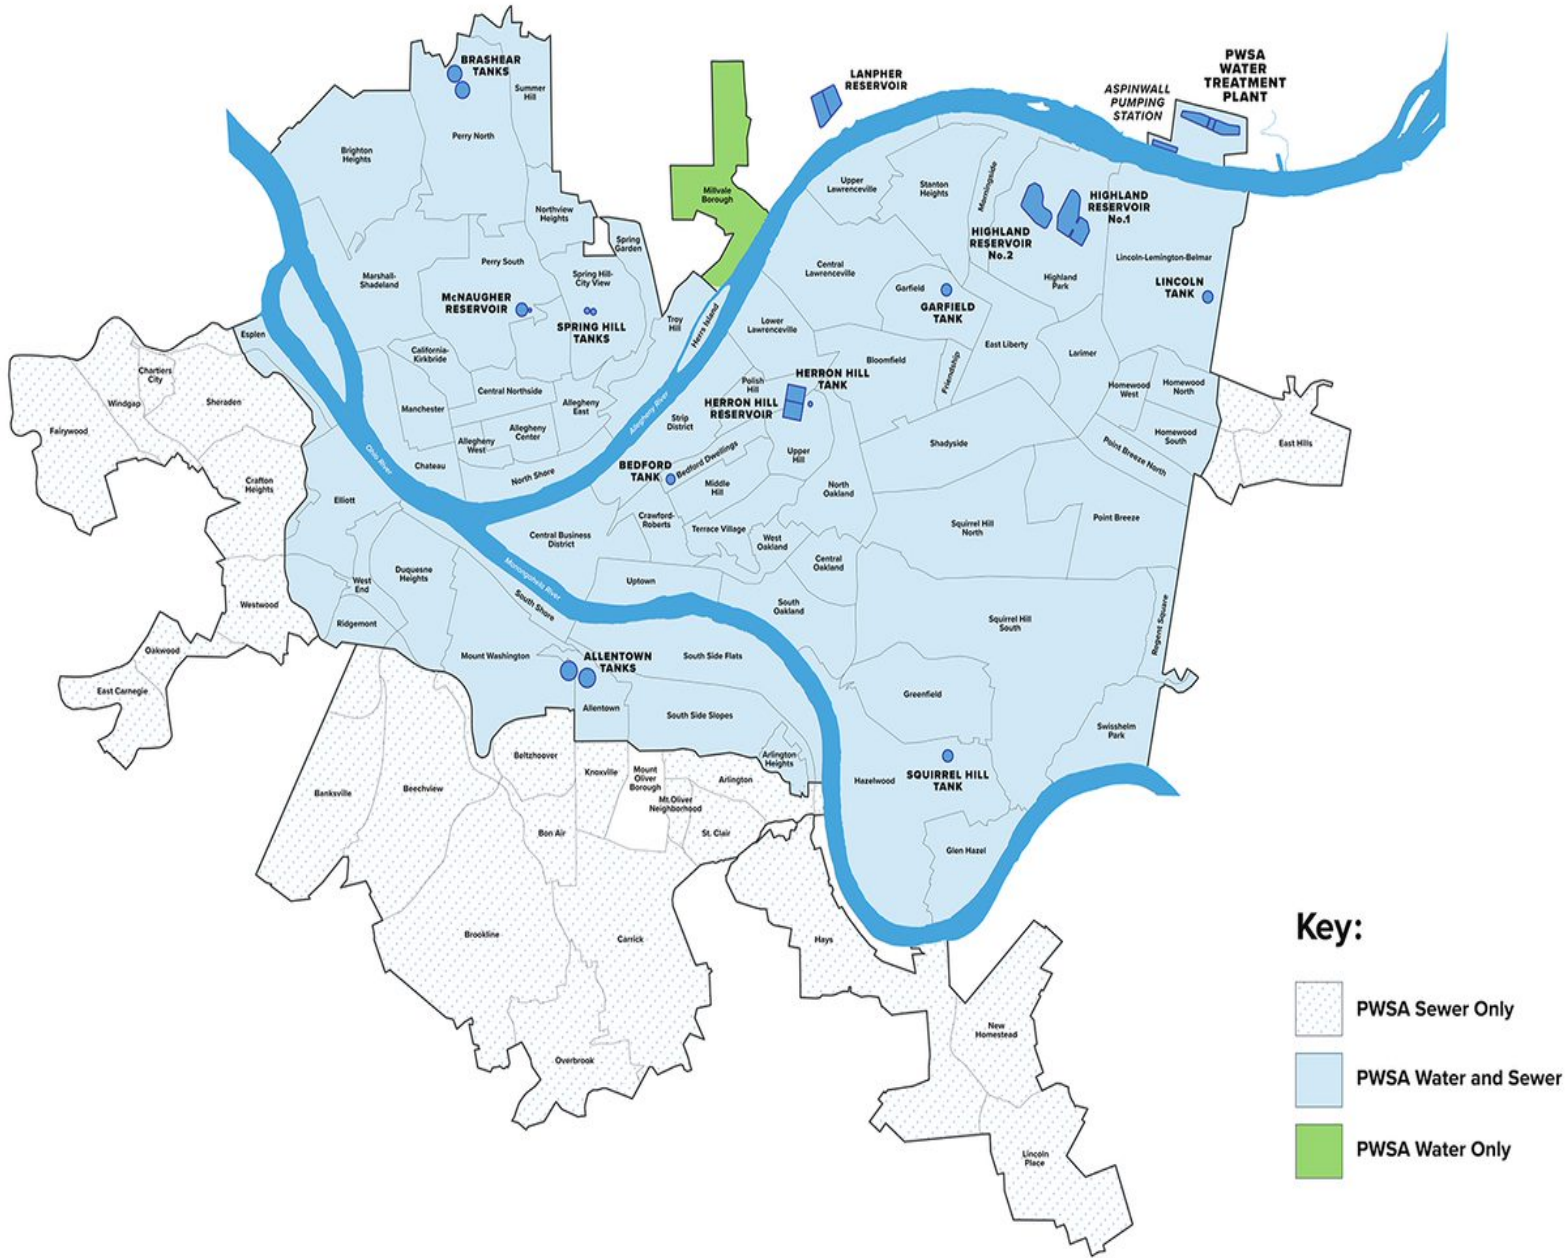 BRASHEAR
TANKS
Summer
Hill
Perry North
Brighton
Heights
Northview
Heights
Spring
Garden
Perry South
Spring Hill-
City View
Marshall-
Shadeland
McNAUGHER
RESERVOIR
SPRING HILL
TANKS
Troy
Hill
Herrs Island
Millvale
Borough
LANPHER
RESERVOIR
ASPINWALL
PUMPING
STATION
PWSA
WATER
TREATMENT
PLANT
Upper
Lawrenceville
Stanton
Heights
Morningside
HIGHLAND
RESERVOIR
No.2
HIGHLAND
RESERVOIR
No.1
Highland
Park
Lincoln-Lemington-Belmar
LINCOLN
TANK
Central
Lawrenceville
Garfield
GARFIELD
TANK
Lower
Lawrenceville
Bloomfield
Friendship
East Liberty
Larimer
Homewood
West
Homewood
North
Homewood
South
Point Breeze North
East Hills
Esplen
Chartiers
City
Windgap
Sheraden
Fairywood
Crafton
Heights
California-
Kirkbride
Central Northside
Manchester
Allegheny
East
Allegheny
Center
Allegheny
West
Chateau
North Shore
Allegheny River
Ohio River
Polish
Hill
HERRON HILL
TANK
HERRON HILL
RESERVOIR
Strip
District
BEDFORD
TANK
Bedford Dwellings
Upper
Hill
Middle
Hill
North
Oakland
Shadyside
Elliott
Central Business
District
Crawford-
Roberts
Terrace Village
West
Oakland
Central
Oakland
Squirrel Hill
North
Point Breeze
West
End
Duquesne
Heights
Monongahela River
South Shore
Uptown
South
Oakland
Squirrel Hill
South
Regent Square
Westwood
Ridgemont
Oakwood
East Carnegie
Mount Washington
ALLENTOWN
TANKS
South Side Flats
Allentown
South Side Slopes
Greenfield
Swisshelm
Park
Arlington
Heights
Hazelwood
SQUIRREL HILL
TANK
Glen Hazel
Beltzhoover
Knoxville
Mount
Oliver
Borough
Mt.Oliver
Neighborhood
Arlington
St. Clair
Banksville
Beechview
Bon Air
Brookline
Carrick
Overbrook
Hays
New
Homestead
Lincoln
Place
Key:
PWSA Sewer Only
PWSA Water and Sewer
PWSA Water Only